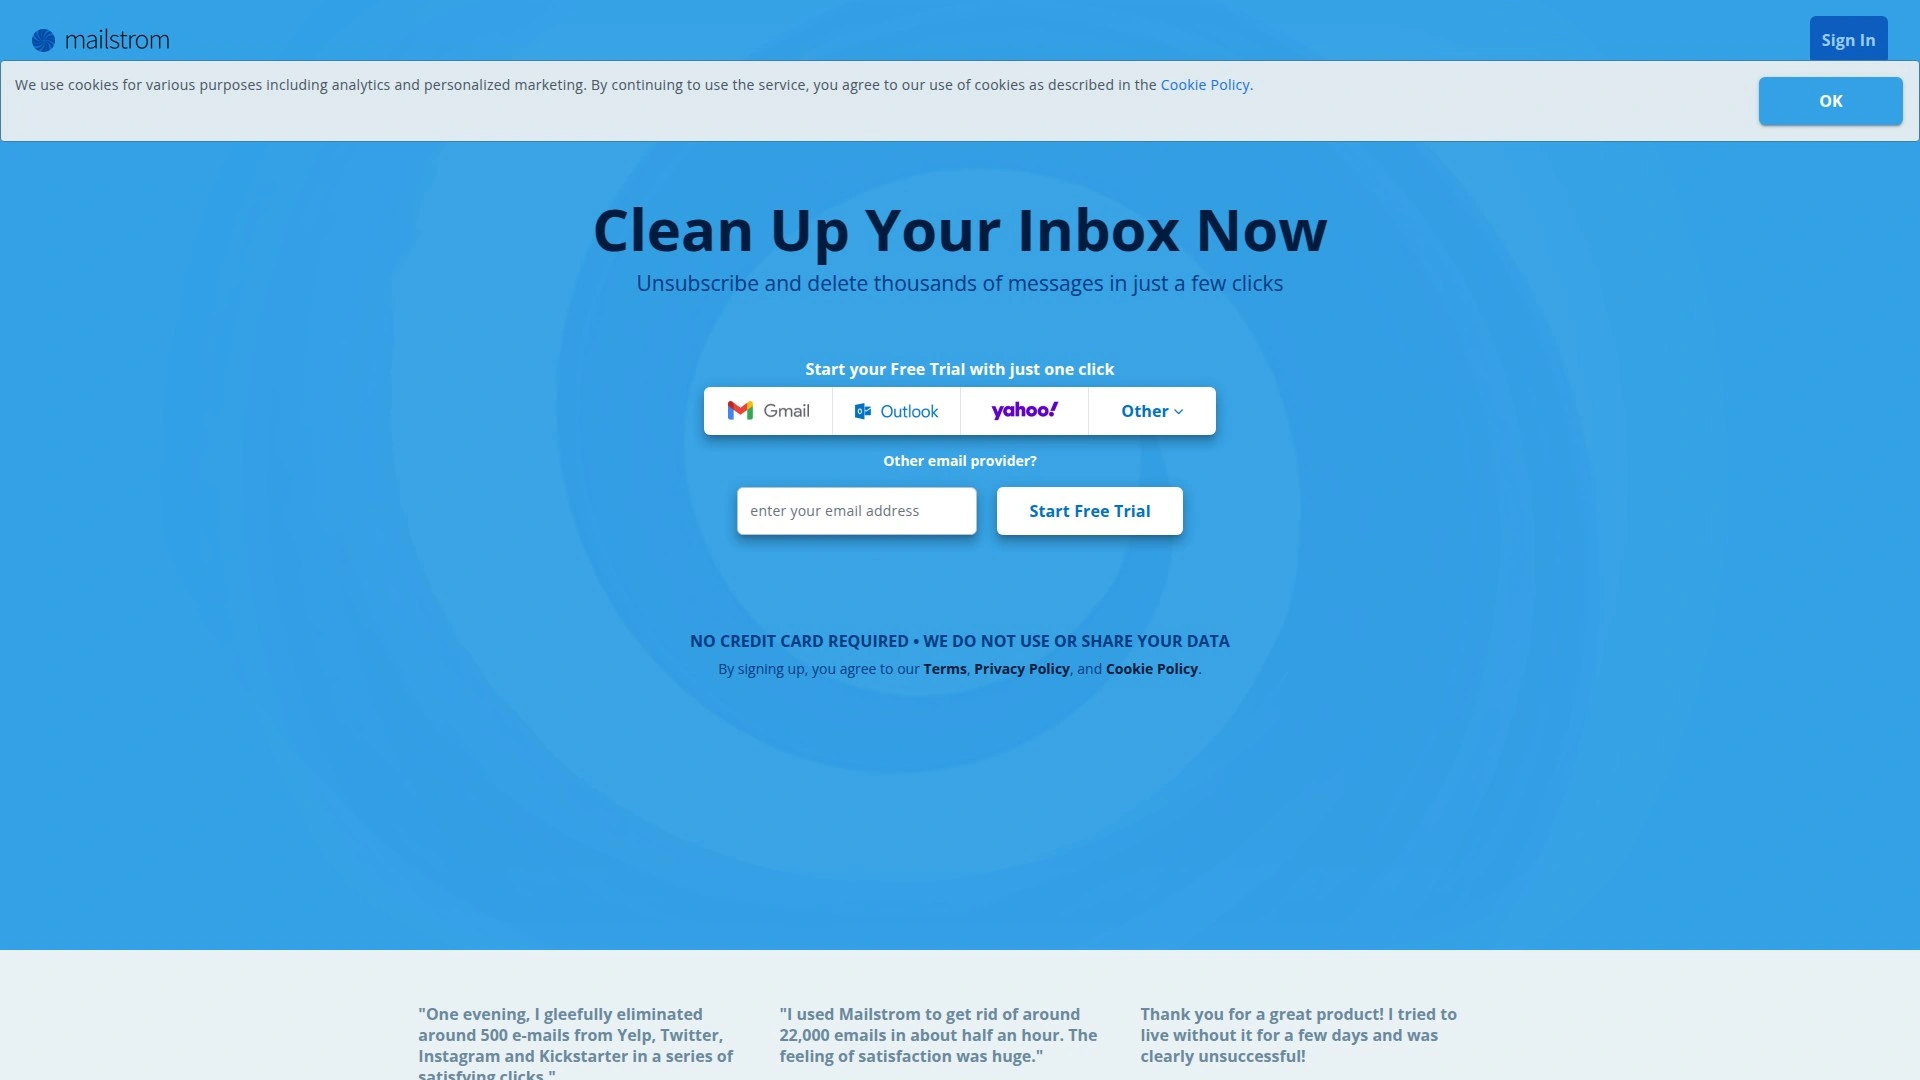 mailstrom
Sign In
We use cookies for various purposes including analytics and personalized marketing. By continuing to use the service, you agree to our use of cookies as described in the Cookie Policy.
OK
Clean Up Your Inbox Now
Unsubscribe and delete thousands of messages in just a few clicks
Start your Free Trial with just one click
Gmail
Outlook
yahoo!
Other
Other email provider?
enter your email address
Start Free Trial
NO CREDIT CARD REQUIRED • WE DO NOT USE OR SHARE YOUR DATA
By signing up, you agree to our Terms, Privacy Policy, and Cookie Policy.
"One evening, I gleefully eliminated
around 500 e-mails from Yelp, Twitter,
Instagram and Kickstarter in a series of
satisfying clicks."
"I used Mailstrom to get rid of around
22,000 emails in about half an hour. The
feeling of satisfaction was huge."
Thank you for a great product! I tried to
live without it for a few days and was
clearly unsuccessful!